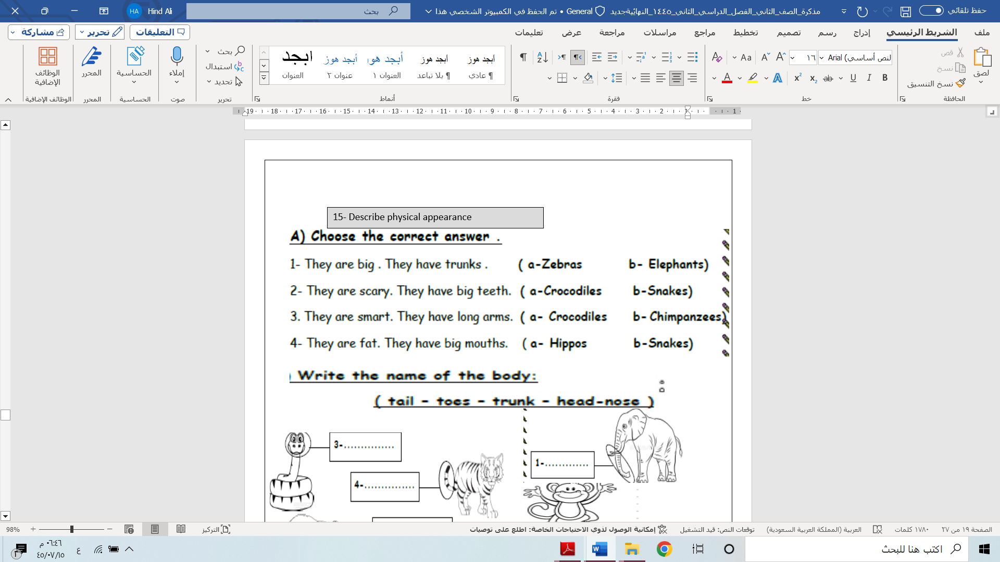 حفظ تلقائي
مذكرة_الصف_الثاني_الفصل_الدراسي_الثاني_١٤٤٥_النهائيةجديد
General • تم الحفظ في الكمبيوتر الشخصي هذا
بحث
Hind Ali
HA
ملف
الشريط الرئيسي
إدراج
رسم
تصميم
تخطيط
مراجع
مراسلات
مراجعة
عرض
تعليمات
التعليقات
تحرير
مشاركة
لصق
قص
نسخ
نسخ التنسيق
الحافظة
لنص أساسي) Arial
١٦
Aa
B I U ab x₂ x² A A
خط
فقرة
أبجد هوز
¶ عادي
أبجد هوز
¶ بلا تباعد
أبجد هوز
العنوان ١
أبجد هوز
عنوان ٢
ابجد
العنوان
أنماط
بحث
استبدال
تحديد
تحرير
إملاء
صوت
الحساسية
الحساسية
المحرر
المحرر
الوظائف الإضافية
الوظائف الإضافية
19 18 17 16 15 14 13 12 11 10 9 8 7 6 5 4 3 2 1 1
15- Describe physical appearance
A) Choose the correct answer .
1- They are big . They have trunks . ( a-Zebras b- Elephants)
2- They are scary. They have big teeth. ( a-Crocodiles b-Snakes)
3. They are smart. They have long arms. ( a- Crocodiles b- Chimpanzees)
4- They are fat. They have big mouths. ( a- Hippos b-Snakes)
) Write the name of the body:
( tail - toes - trunk - head-nose )
3-...............
1-.............
4-...............
الصفحة ١٩ من ٢٧
١٧٨٠ كلمات
العربية (المملكة العربية السعودية)
توقعات النص: قيد التشغيل
إمكانية الوصول لذوي الاحتياجات الخاصة: اطلع على توصيات
التركيز
98%
اكتب هنا للبحث
ع
٠٦:٤٦ م
٤٥/٠٧/١٥